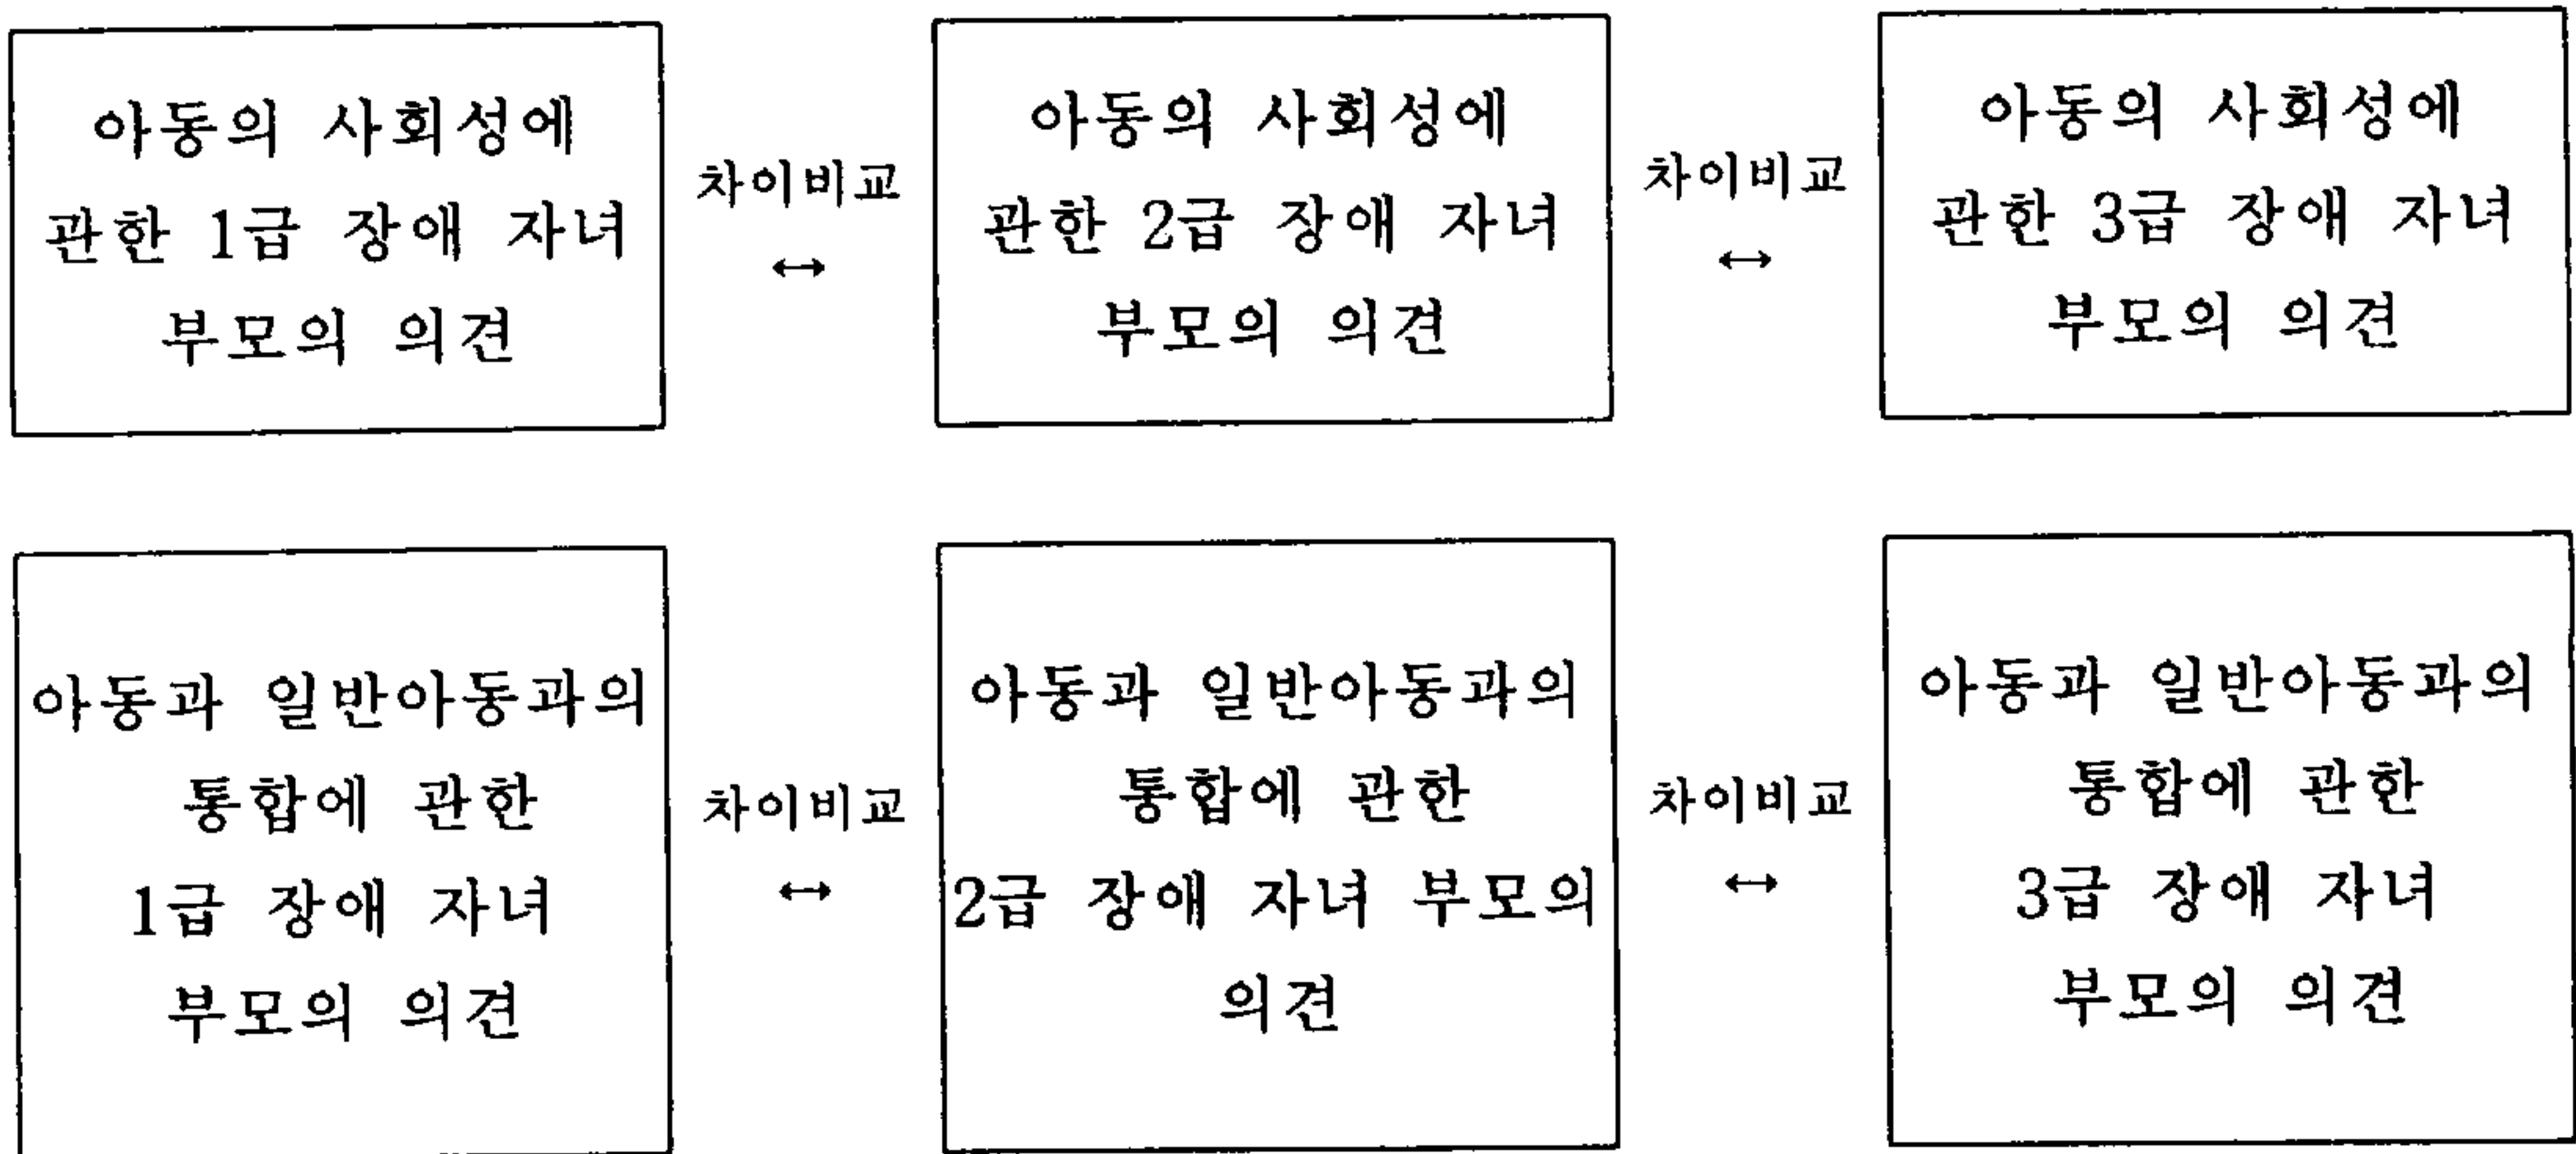 아동의 사회성에
관한 1급 장애 자녀
부모의 의견
차이비교
↔
아동의 사회성에
관한 2급 장애 자녀
부모의 의견
차이비교
↔
아동의 사회성에
관한 3급 장애 자녀
부모의 의견
아동과 일반아동과의
통합에 관한
1급 장애 자녀
부모의 의견
차이비교
↔
아동과 일반아동과의
통합에 관한
2급 장애 자녀 부모의
의견
차이비교
↔
아동과 일반아동과의
통합에 관한
3급 장애 자녀
부모의 의견